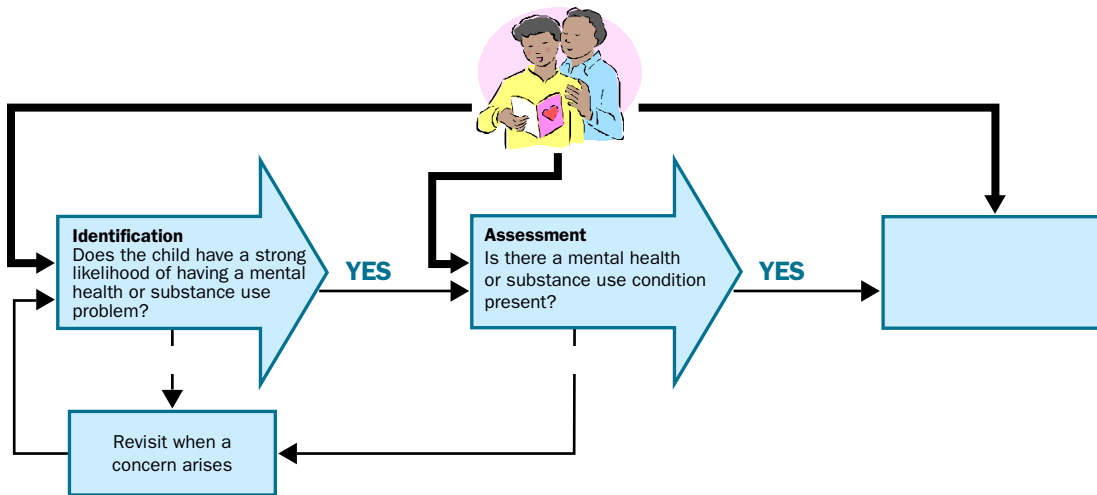 Identification
Does the child have a strong
likelihood of having a mental
health or substance use
problem?
YES
Assessment
Is there a mental health
or substance use condition
present?
YES
Revisit when a
concern arises